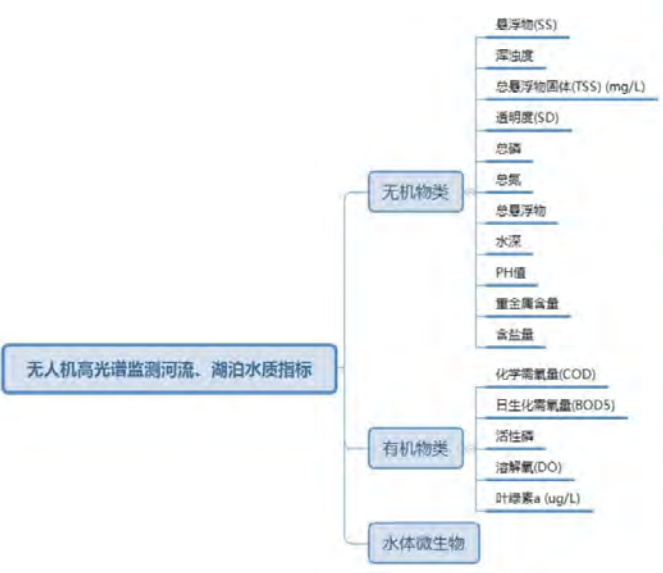 悬浮物(SS)
浑浊度
总悬浮物固体(TSS) (mg/L)
透明度(SD)
总磷
无机物类
总氮
总悬浮物
水深
PH值
重金属含量
含盐量
无人机高光谱监测河流、湖泊水质指标
化学需氧量(COD)
日生化需氧量(BOD5)
活性磷
有机物类
溶解氧(DO)
叶绿素a (ug/L)
水体微生物